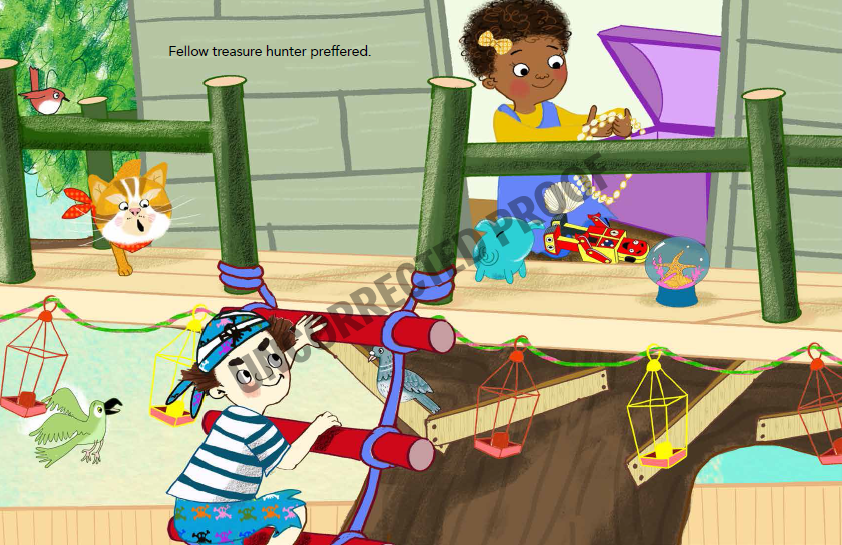 Fellow treasure hunter preffered.
UNCORRECTED PROOF